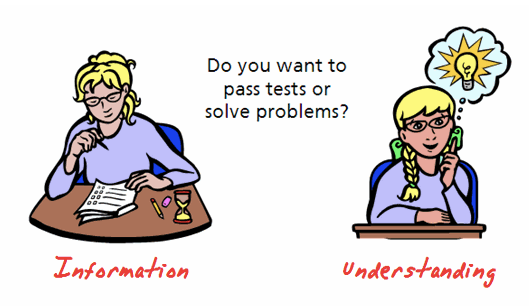 Do you want to
pass tests or
solve problems?
Information
Understanding